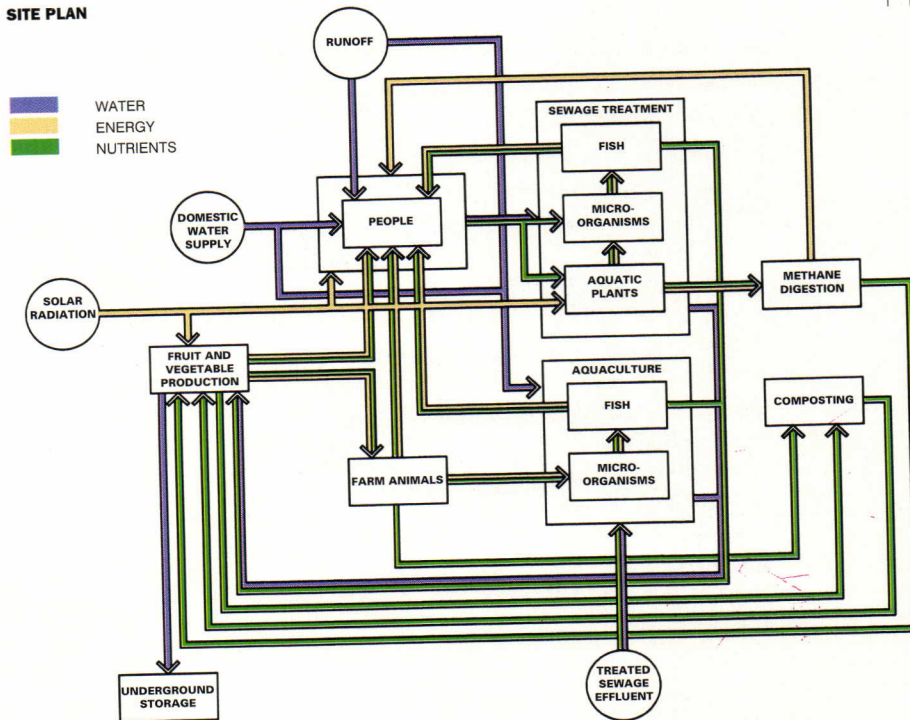 SITE PLAN
WATER
ENERGY
NUTRIENTS
RUNOFF
SEWAGE TREATMENT
FISH
MICRO-
ORGANISMS
AQUATIC
PLANTS
PEOPLE
DOMESTIC
WATER
SUPPLY
SOLAR
RADIATION
METHANE
DIGESTION
FRUIT AND
VEGETABLE
PRODUCTION
AQUACULTURE
FISH
MICRO-
ORGANISMS
COMPOSTING
FARM ANIMALS
UNDERGROUND
STORAGE
TREATED
SEWAGE
EFFLUENT